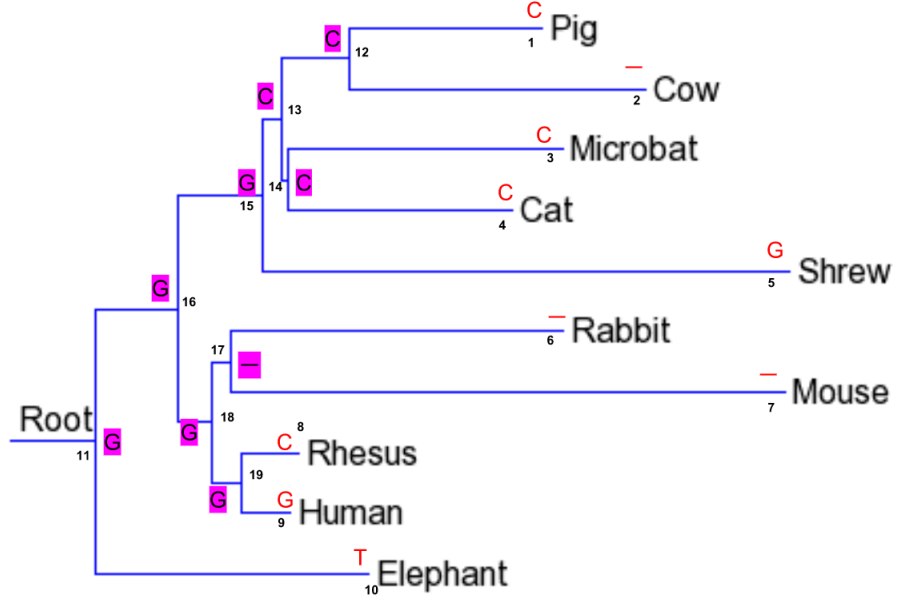 C
1 Pig
C
12
—
2 Cow
C
13
C
3 Microbat
14 C
C
4 Cat
G
15
G
5 Shrew
G
16
—
6 Rabbit
17
—
—
7 Mouse
18
G
Root
11 G
8
C Rhesus
19
G
G
9 Human
T
10 Elephant